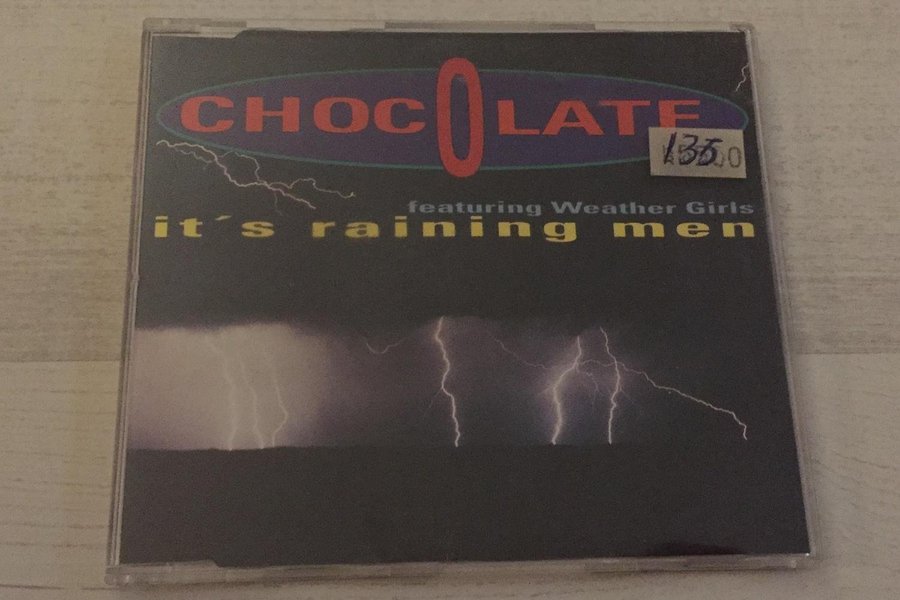 CHOCOLATE
135
featuring Weather Girls
it´s raining men